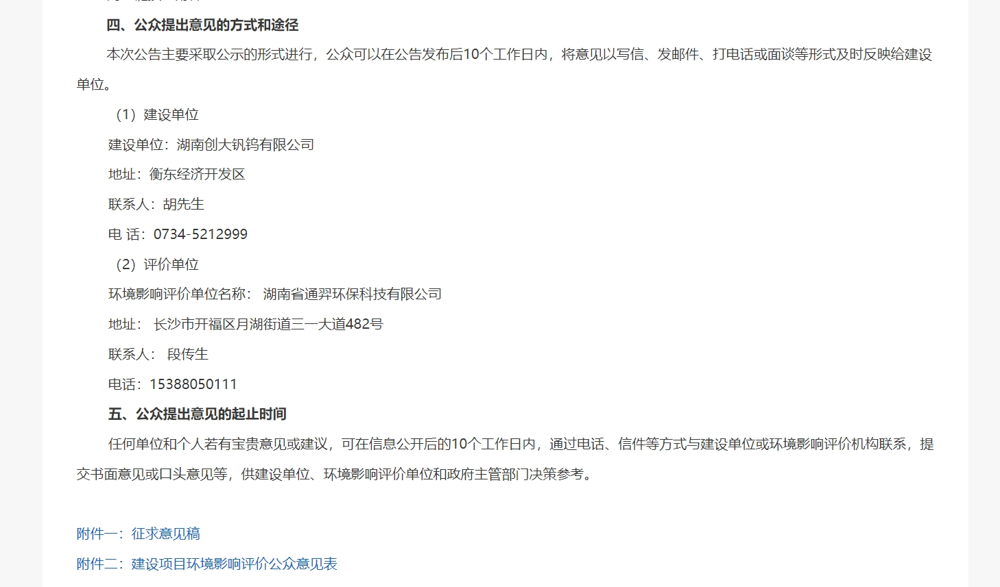 四、公众提出意见的方式和途径
本次公告主要采取公示的形式进行，公众可以在公告发布后10个工作日内，将意见以写信、发邮件、打电话或面谈等形式及时反映给建设
单位。
（1）建设单位
建设单位：湖南创大钒钨有限公司
地址：衡东经济开发区
联系人：胡先生
电 话：0734-5212999
（2）评价单位
环境影响评价单位名称： 湖南省通羿环保科技有限公司
地址： 长沙市开福区月湖街道三一大道482号
联系人： 段传生
电话：15388050111
五、公众提出意见的起止时间
任何单位和个人若有宝贵意见或建议，可在信息公开后的10个工作日内，通过电话、信件等方式与建设单位或环境影响评价机构联系，提
交书面意见或口头意见等，供建设单位、环境影响评价单位和政府主管部门决策参考。
附件一：征求意见稿
附件二：建设项目环境影响评价公众意见表